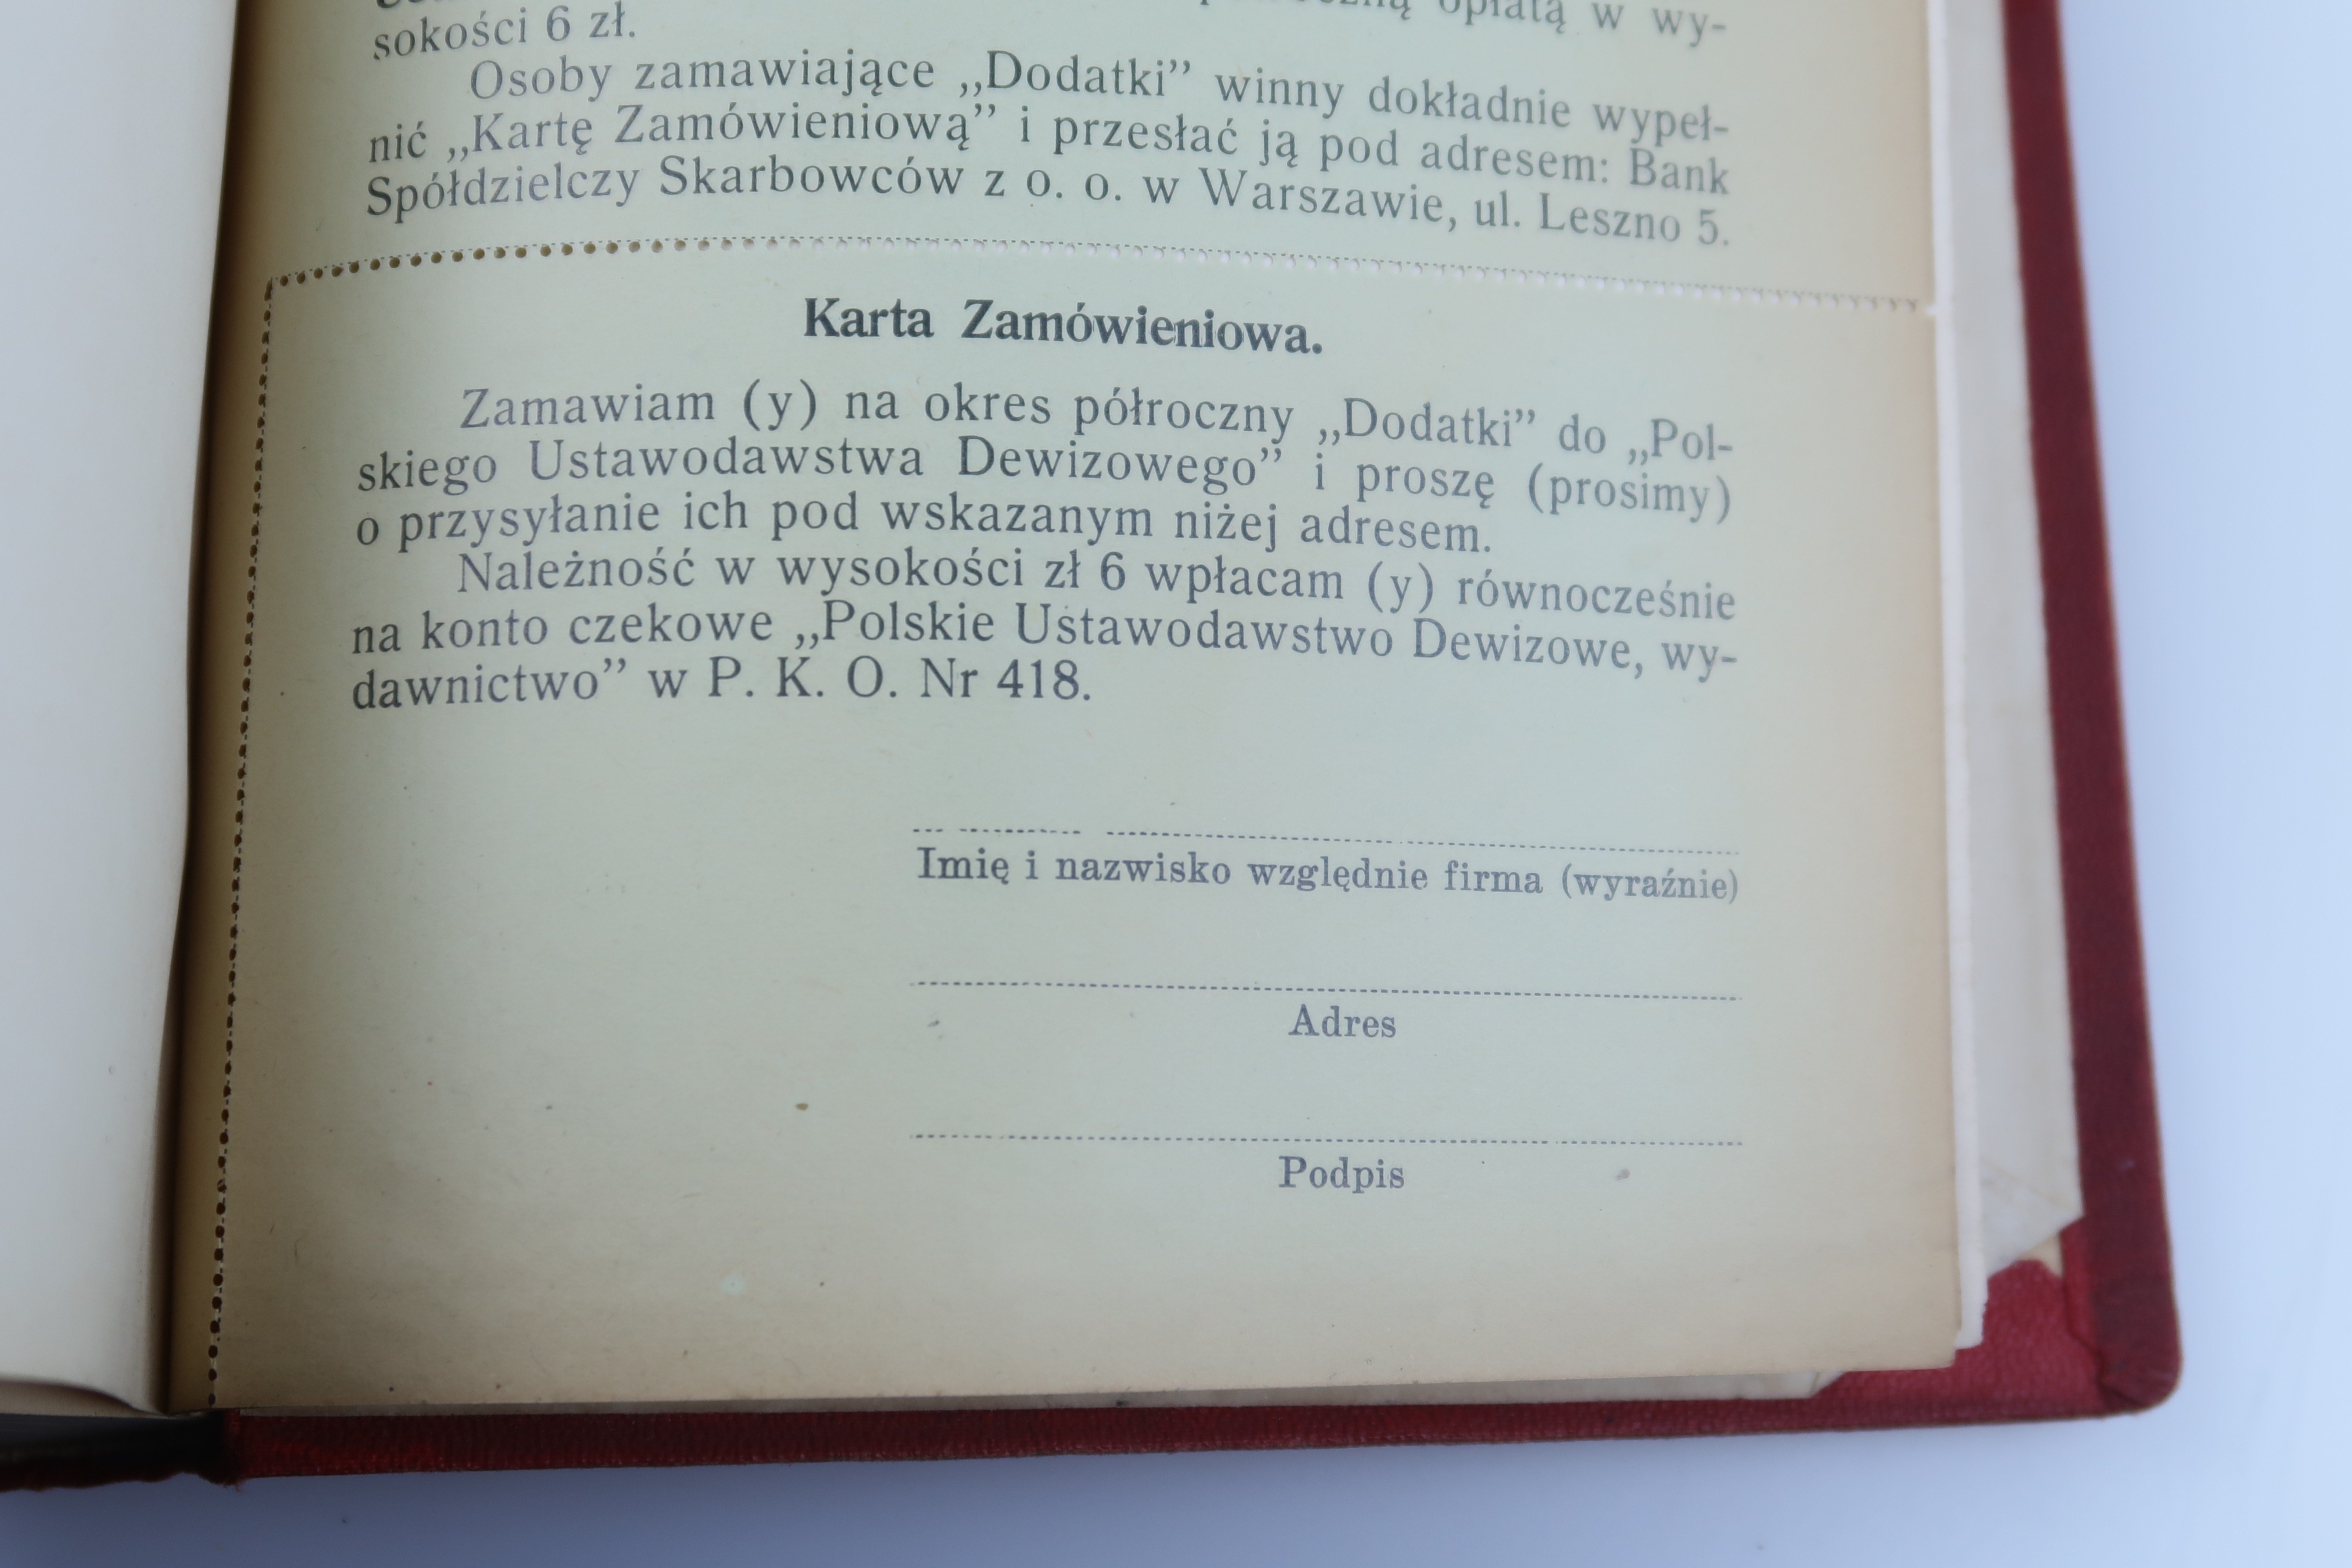 opłatą w wy-
sokości 6 zł.
Osoby zamawiające „Dodatki” winny dokładnie wypeł-
nić „Kartę Zamówieniową” i przesłać ją pod adresem: Bank
Spółdzielczy Skarbowców z o. o. w Warszawie, ul. Leszno 5.
Karta Zamówieniowa.
Zamawiam (y) na okres półroczny „Dodatki” do „Pol-
skiego Ustawodawstwa Dewizowego” i proszę (prosimy)
o przysyłanie ich pod wskazanym niżej adresem.
Należność w wysokości zł 6 wpłacam (y) równocześnie
na konto czekowe „Polskie Ustawodawstwo Dewizowe, wy-
dawnictwo” w P. K. O. Nr 418.
Imię i nazwisko względnie firma (wyraźnie)
Adres
Podpis